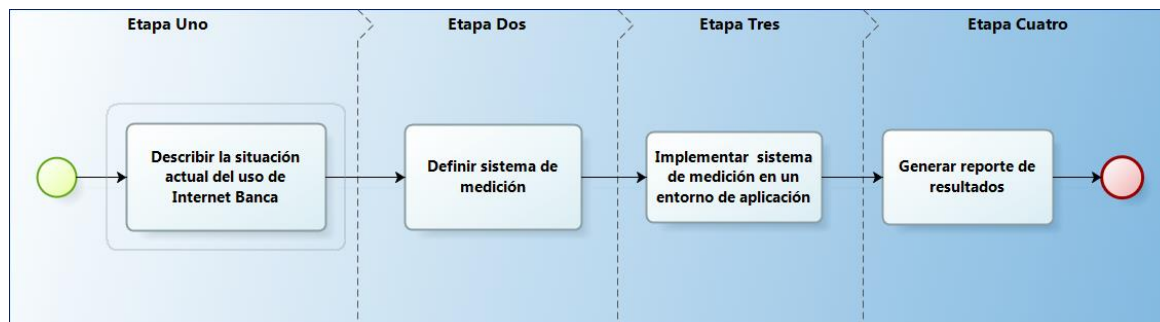 Etapa Uno
Etapa Dos
Etapa Tres
Etapa Cuatro
Describir la situación
actual del uso de
Internet Banca
Definir sistema de
medición
Implementar sistema
de medición en un
entorno de aplicación
Generar reporte de
resultados